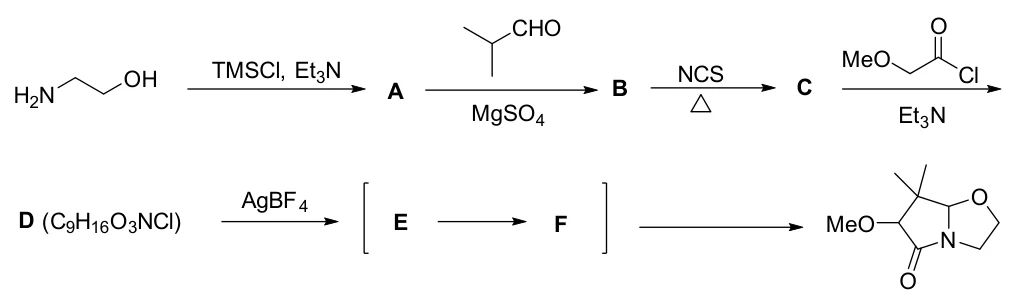 CHO
H₂N
OH
TMSCl, Et₃N
A
MgSO₄
B
NCS
△
C
MeO
O
Cl
Et₃N
D (C₉H₁₆O₃NCl)
AgBF₄
E
F
MeO
O
N
O